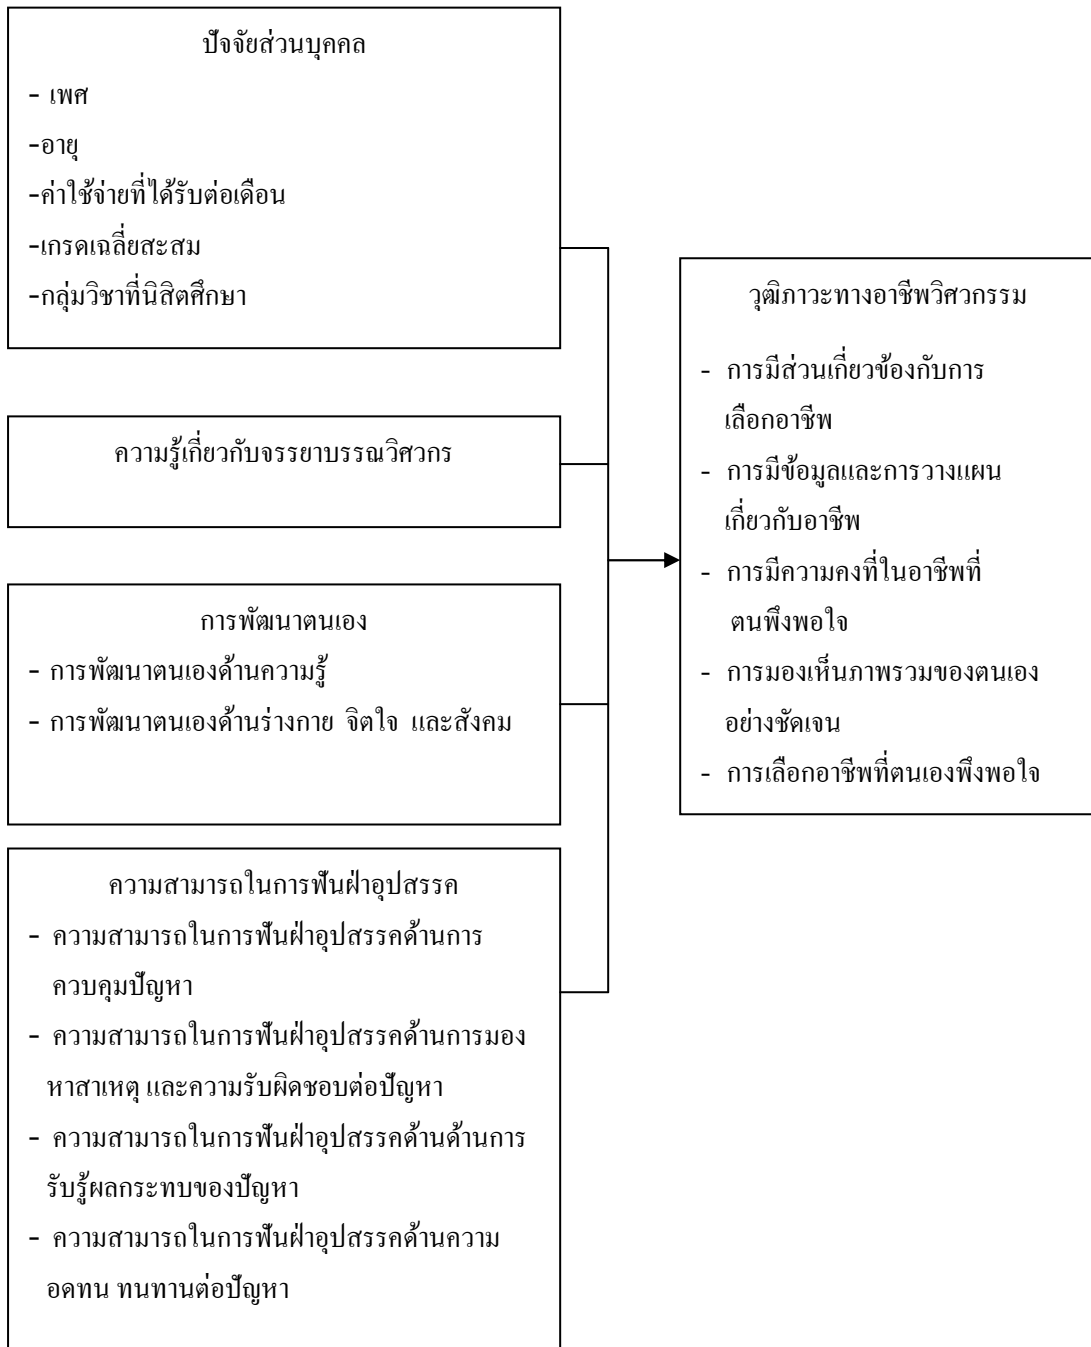 ปัจจัยส่วนบุคคล
- เพศ
-อายุ
-ค่าใช้จ่ายที่ได้รับต่อเดือน
-เกรดเฉลี่ยสะสม
-กลุ่มวิชาที่นิสิตศึกษา
ความรู้เกี่ยวกับจรรยาบรรณวิศวกร
การพัฒนาตนเอง
- การพัฒนาตนเองด้านความรู้
- การพัฒนาตนเองด้านร่างกาย จิตใจ และสังคม
ความสามารถในการฟันฝ่าอุปสรรค
- ความสามารถในการฟันฝ่าอุปสรรคด้านการ
ควบคุมปัญหา
- ความสามารถในการฟันฝ่าอุปสรรคด้านการมอง
หาสาเหตุ และความรับผิดชอบต่อปัญหา
- ความสามารถในการฟันฝ่าอุปสรรคด้านด้านการ
รับรู้ผลกระทบของปัญหา
- ความสามารถในการฟันฝ่าอุปสรรคด้านความ
อดทน ทนทานต่อปัญหา
วุฒิภาวะทางอาชีพวิศวกรรม
- การมีส่วนเกี่ยวข้องกับการ
เลือกอาชีพ
- การมีข้อมูลและการวางแผน
เกี่ยวกับอาชีพ
- การมีความคงที่ในอาชีพที่
ตนพึงพอใจ
- การมองเห็นภาพรวมของตนเอง
อย่างชัดเจน
- การเลือกอาชีพที่ตนเองพึงพอใจ